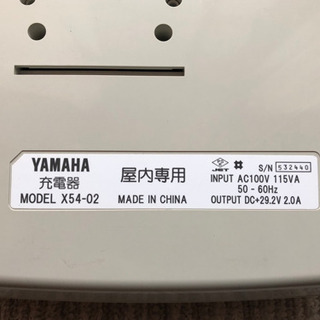 YAMAHA
充電器
MODEL X54-02
屋内専用
MADE IN CHINA
JET
S/N 532440
INPUT AC100V 115VA
50 - 60Hz
OUTPUT DC+29.2V 2.0A